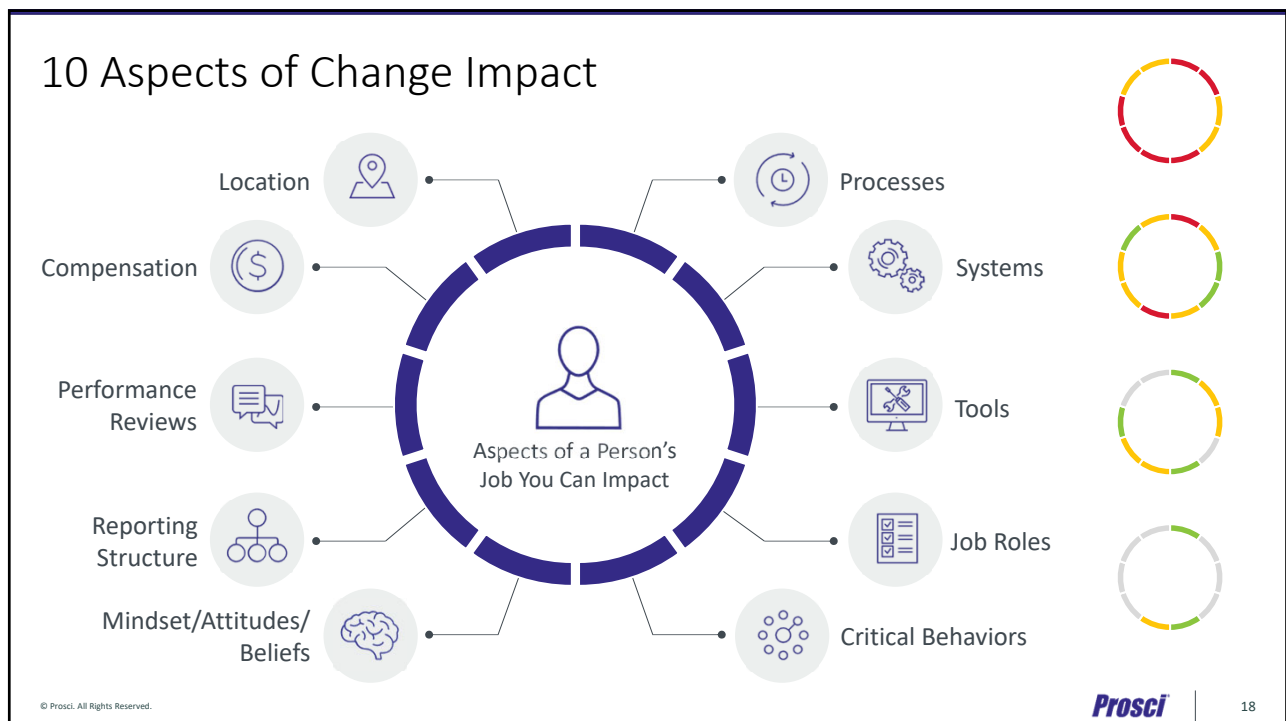 10 Aspects of Change Impact
Location
Compensation
Performance
Reviews
Reporting
Structure
Mindset/Attitudes/
Beliefs
Processes
Systems
Tools
Job Roles
Critical Behaviors
Aspects of a Person's
Job You Can Impact
© Prosci. All Rights Reserved.
Prosci
18